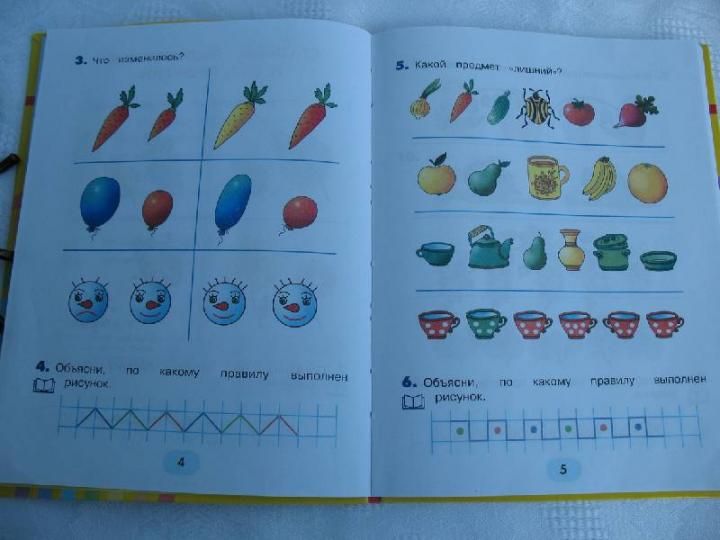 3. Что изменилось?
4. Объясни, по какому правилу выполнен
рисунок.
4
5. Какой предмет «лишний»?
6. Объясни, по какому правилу выполнен
рисунок.
5